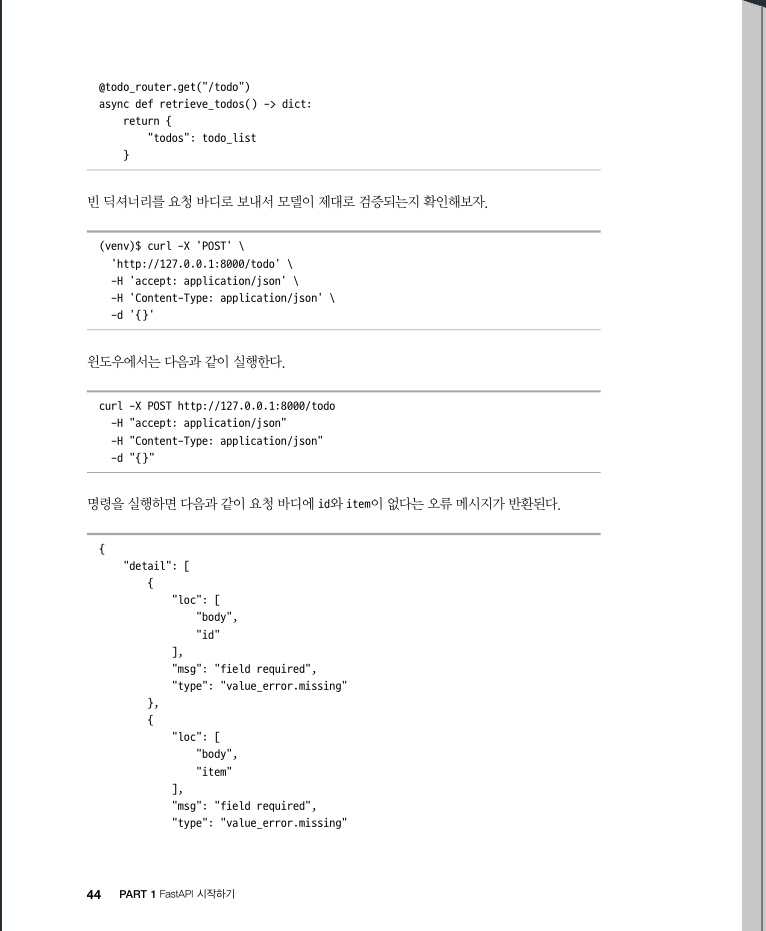 @todo_router.get("/todo")
async def retrieve_todos() -> dict:
    return {
        "todos": todo_list
    }
빈 딕셔너리를 요청 바디로 보내서 모델이 제대로 검증되는지 확인해보자.
(venv)$ curl -X 'POST' \
  'http://127.0.0.1:8000/todo' \
  -H 'accept: application/json' \
  -H 'Content-Type: application/json' \
  -d '{}'
윈도우에서는 다음과 같이 실행한다.
curl -X POST http://127.0.0.1:8000/todo
  -H "accept: application/json"
  -H "Content-Type: application/json"
  -d "{}"
명령을 실행하면 다음과 같이 요청 바디에 id와 item이 없다는 오류 메시지가 반환된다.
{
    "detail": [
        {
            "loc": [
                "body",
                "id"
            ],
            "msg": "field required",
            "type": "value_error.missing"
        },
        {
            "loc": [
                "body",
                "item"
            ],
            "msg": "field required",
            "type": "value_error.missing"
44 PART 1 FastAPI 시작하기